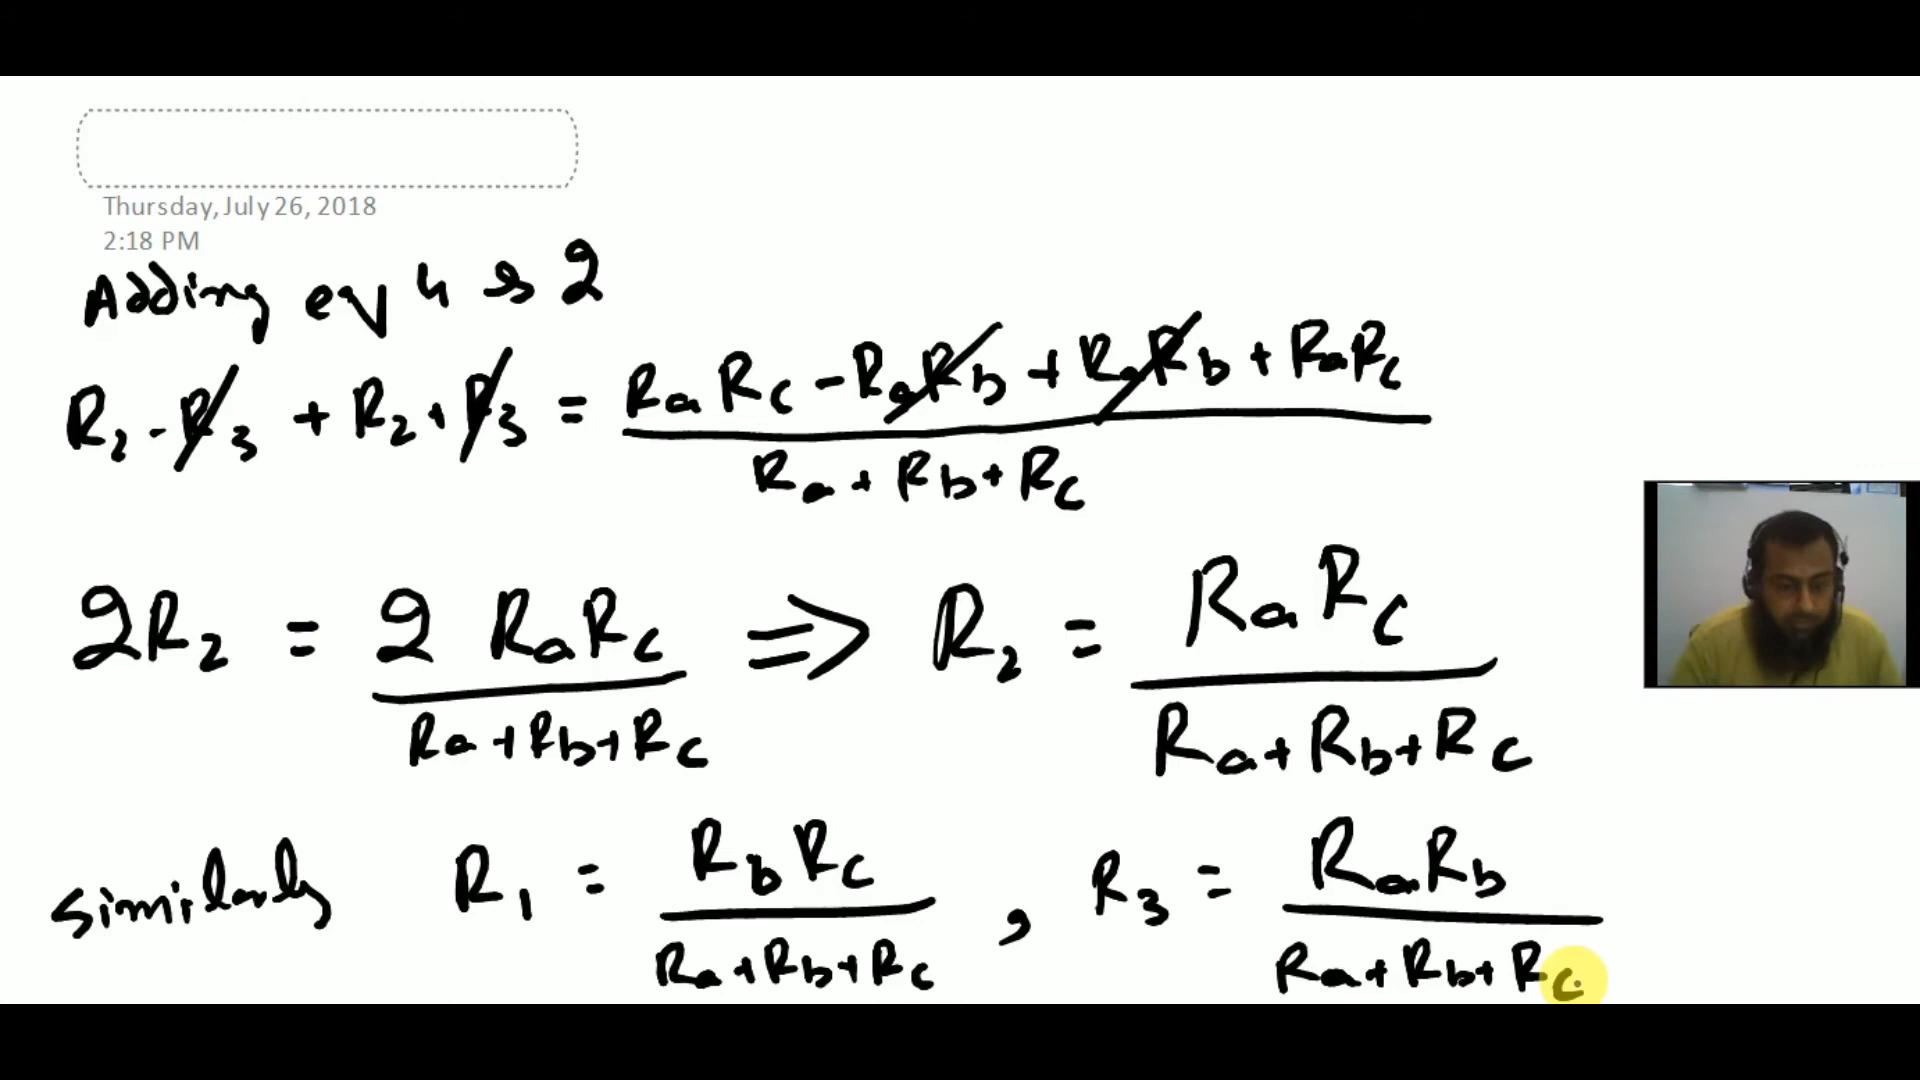 Thursday, July 26, 2018
2:18 PM
Adding eq 4 & 2
R₂ - R₃ + R₂ + R₃ = (RaRc - RaRb + RaRb + RaRc) / (Ra + Rb + Rc)
2R₂ = 2 RaRc / (Ra + Rb + Rc) ⇒ R₂ = RaRc / (Ra + Rb + Rc)
Similarly R₁ = RbRc / (Ra + Rb + Rc) , R₃ = RaRb / (Ra + Rb + Rc)